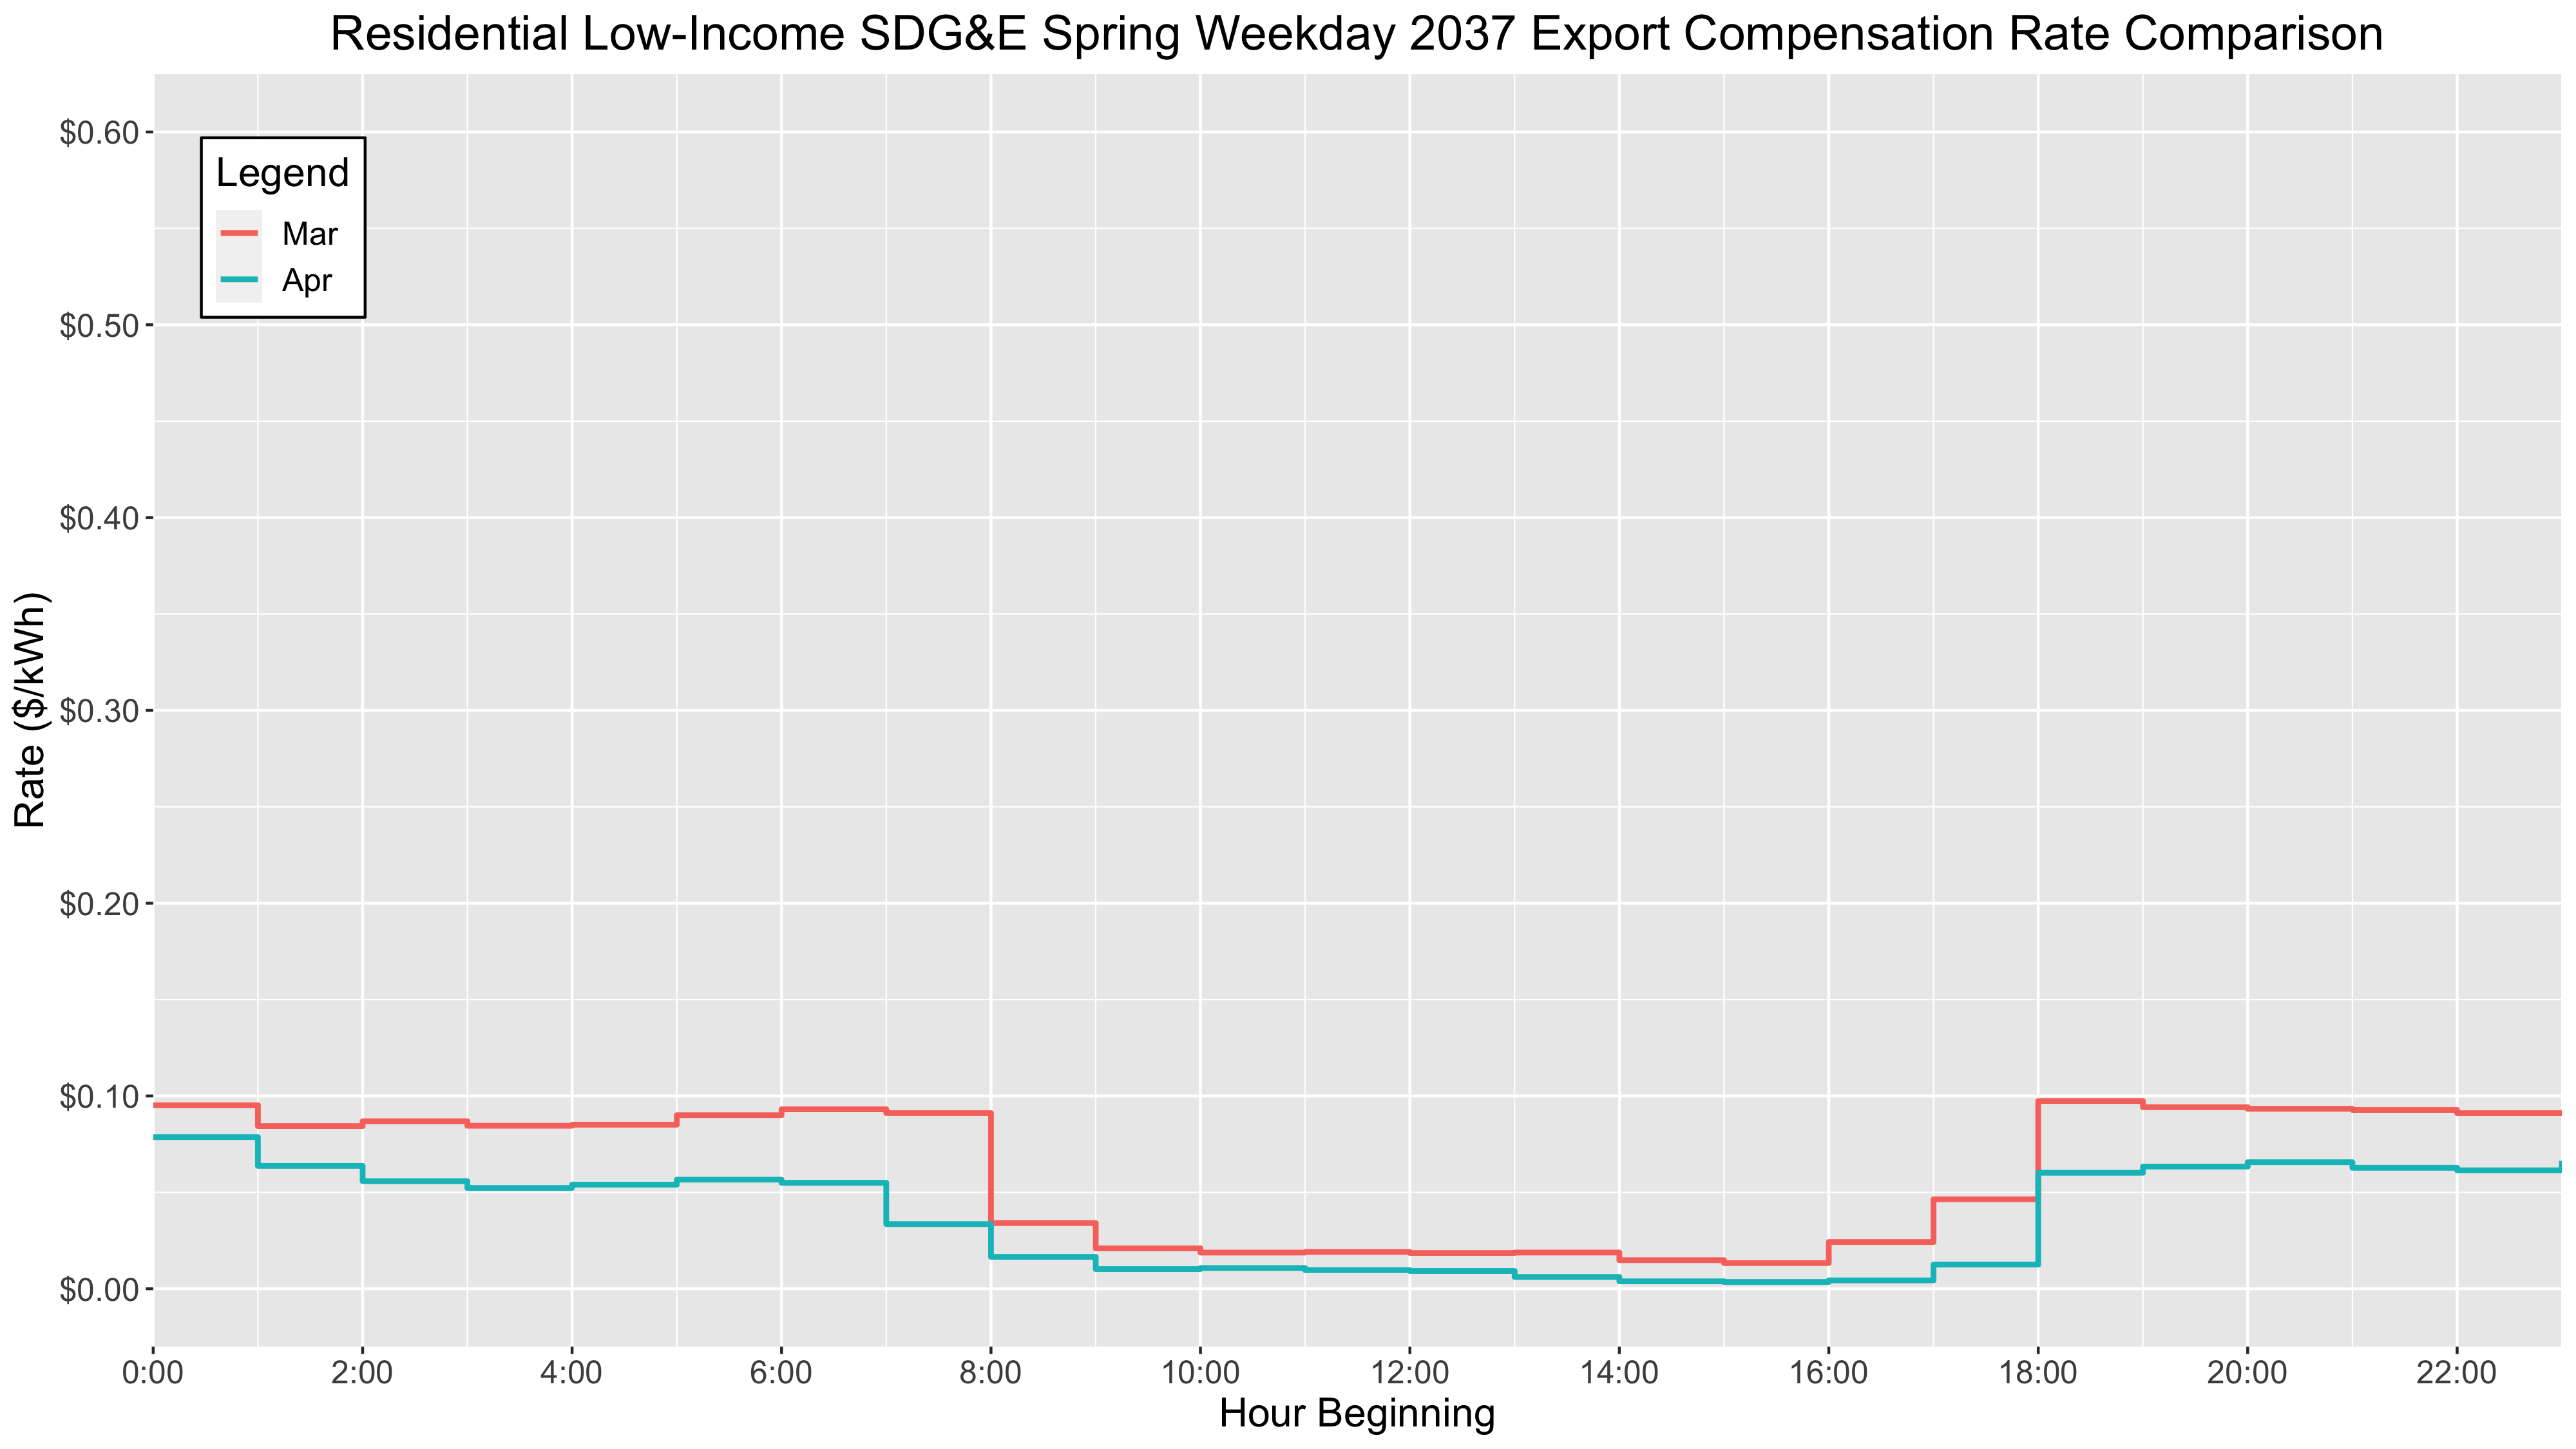 Residential Low-Income SDG&E Spring Weekday 2037 Export Compensation Rate Comparison
Legend
Mar
Apr
Rate ($/kWh)
$0.60
$0.50
$0.40
$0.30
$0.20
$0.10
$0.00
0:00 2:00 4:00 6:00 8:00 10:00 12:00 14:00 16:00 18:00 20:00 22:00
Hour Beginning